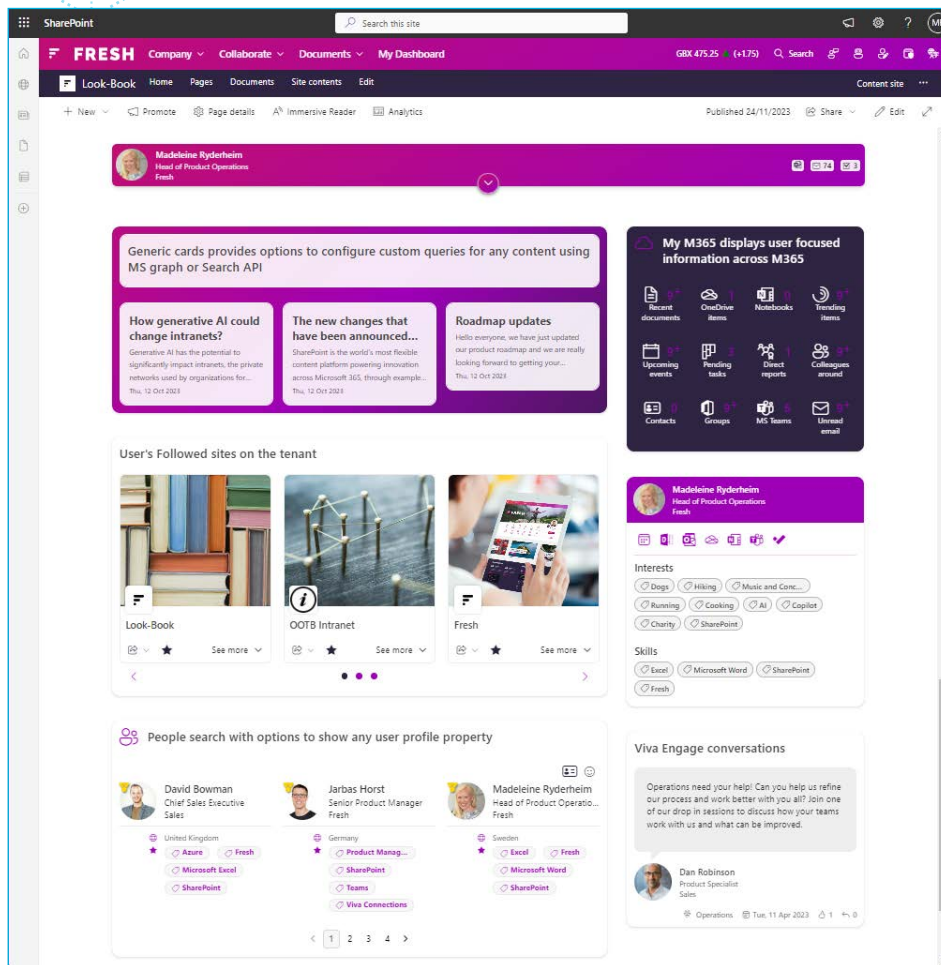 SharePoint
Search this site
?
FRESH
Company
Collaborate
Documents
My Dashboard
GBX 475.25 (+1.75)
Search
Look-Book
Home
Pages
Documents
Site contents
Edit
Content site
...
+ New
Promote
Page details
Immersive Reader
Analytics
Published 24/11/2023
Share
Edit
Madeleine Ryderheim
Head of Product Operations
Fresh
74
3
Generic cards provides options to configure custom queries for any content using
MS graph or Search API
How generative AI could
change intranets?
Generative AI has the potential to
significantly impact intranets, the private
networks used by organizations for...
Thu, 12 Oct 2023
The new changes that
have been announced...
SharePoint is the world's most flexible
content platform powering innovation
across Microsoft 365, through example...
Thu, 12 Oct 2023
Roadmap updates
Hello everyone, we have just updated
our product roadmap and we are really
looking forward to getting your...
Thu, 12 Oct 2023
My M365 displays user focused
information across M365
9+
Recent
documents
1
OneDrive
items
0
Notebooks
9+
Trending
items
9+
Upcoming
events
3
Pending
tasks
1
Direct
reports
9+
Colleagues
around
0
Contacts
9+
Groups
6
MS Teams
9+
Unread
email
User's Followed sites on the tenant
Look-Book
See more
OOTB Intranet
See more
Fresh
See more
Madeleine Ryderheim
Head of Product Operations
Fresh
Interests
Dogs
Hiking
Music and Conc...
Running
Cooking
AI
Copilot
Charity
SharePoint
Skills
Excel
Microsoft Word
SharePoint
Fresh
People search with options to show any user profile property
David Bowman
Chief Sales Executive
Sales
United Kingdom
Azure
Fresh
Microsoft Excel
SharePoint
Jarbas Horst
Senior Product Manager
Fresh
Germany
Product Manag...
SharePoint
Teams
Viva Connections
Madeleine Ryderheim
Head of Product Operatio...
Fresh
Sweden
Excel
Fresh
Microsoft Word
SharePoint
< 1 2 3 4 >
Viva Engage conversations
Operations need your help! Can you help us refine
our process and work better with you all? Join one
of our drop in sessions to discuss how your teams
work with us and what can be improved.
Dan Robinson
Product Specialist
Sales
Operations
Tue, 11 Apr 2023
1
0